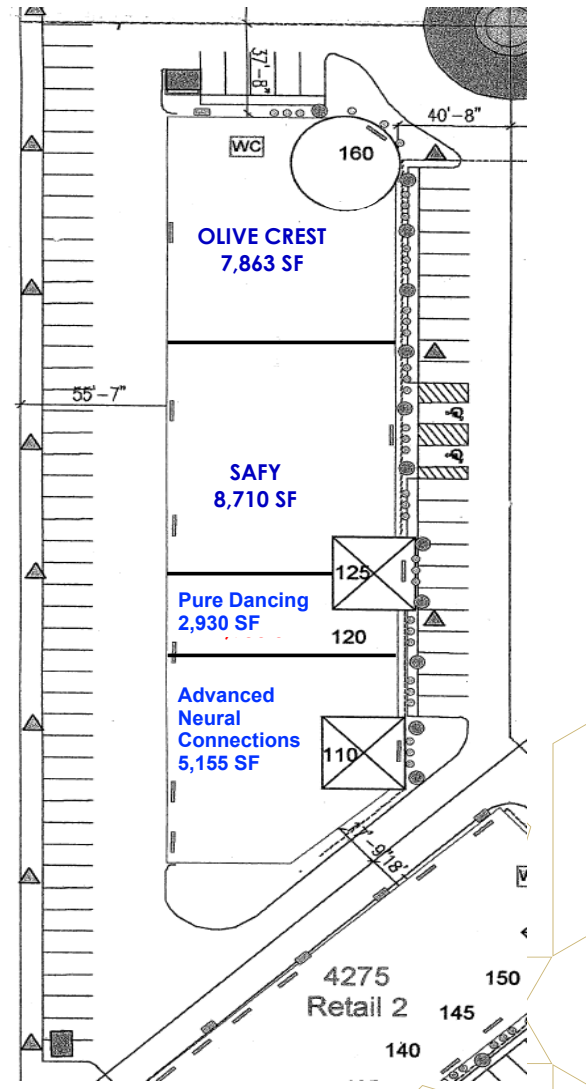 37'-8"
40'-8"
WC
160
OLIVE CREST
7,863 SF
55'-7"
SAFY
8,710 SF
125
Pure Dancing
2,930 SF
120
Advanced
Neural
Connections
5,155 SF
110
4275
Retail 2
150
145
140